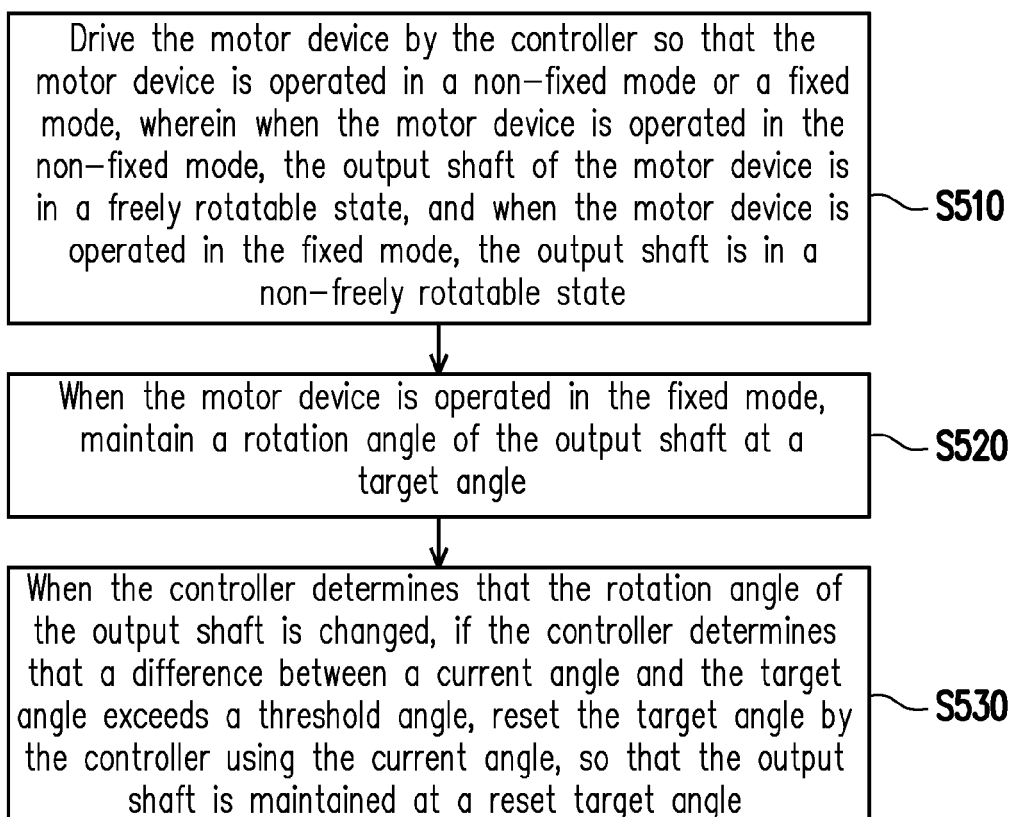 Drive the motor device by the controller so that the
motor device is operated in a non-fixed mode or a fixed
mode, wherein when the motor device is operated in the
non-fixed mode, the output shaft of the motor device is
in a freely rotatable state, and when the motor device is
operated in the fixed mode, the output shaft is in a
non-freely rotatable state
S510
When the motor device is operated in the fixed mode,
maintain a rotation angle of the output shaft at a
target angle
S520
When the controller determines that the rotation angle of
the output shaft is changed, if the controller determines
that a difference between a current angle and the target
angle exceeds a threshold angle, reset the target angle by
the controller using the current angle, so that the output
shaft is maintained at a reset target angle
S530